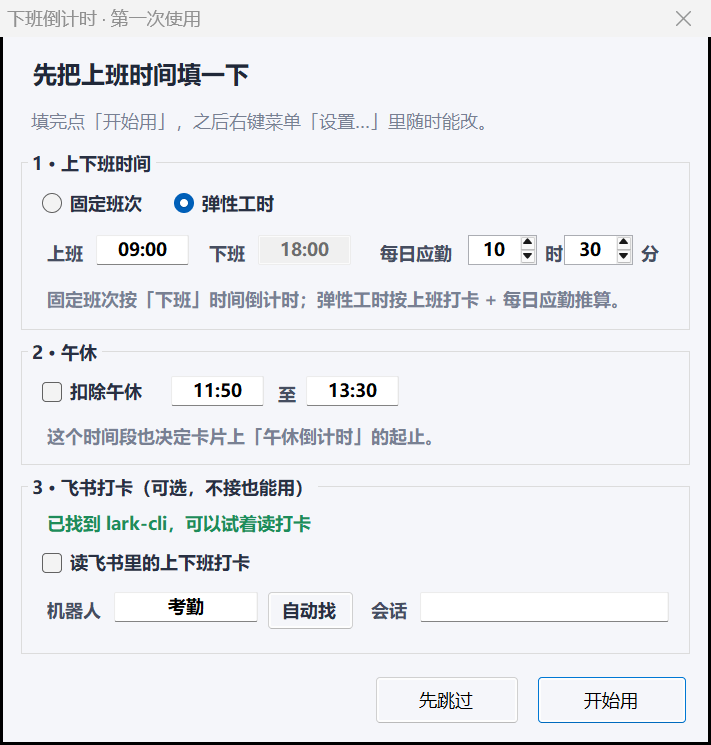 下班倒计时 · 第一次使用
先把上班时间填一下
填完点「开始用」，之后右键菜单「设置...」里随时能改。
1 • 上下班时间
固定班次 弹性工时
上班 09:00 下班 18:00 每日应勤 10 时 30 分
固定班次按「下班」时间倒计时；弹性工时按上班打卡 + 每日应勤推算。
2 • 午休
扣除午休 11:50 至 13:30
这个时间段也决定卡片上「午休倒计时」的起止。
3 • 飞书打卡（可选，不接也能用）
已找到 lark-cli，可以试着读打卡
读飞书里的上下班打卡
机器人 考勤 自动找 会话
先跳过 开始用